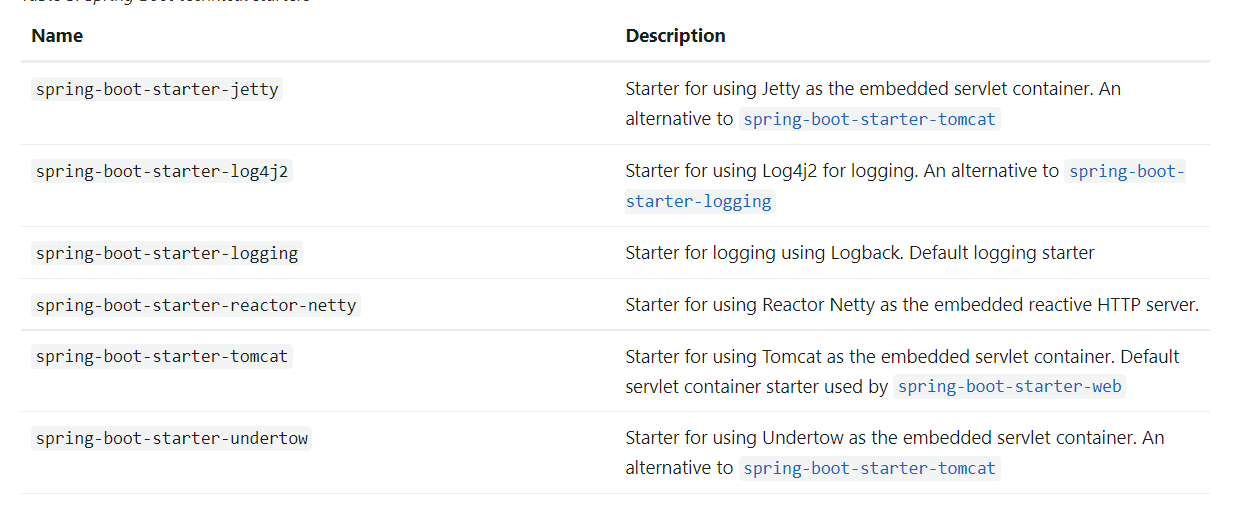 Name Description
spring-boot-starter-jetty Starter for using Jetty as the embedded servlet container. An
alternative to spring-boot-starter-tomcat
spring-boot-starter-log4j2 Starter for using Log4j2 for logging. An alternative to spring-boot-
starter-logging
spring-boot-starter-logging Starter for logging using Logback. Default logging starter
spring-boot-starter-reactor-netty Starter for using Reactor Netty as the embedded reactive HTTP server.
spring-boot-starter-tomcat Starter for using Tomcat as the embedded servlet container. Default
servlet container starter used by spring-boot-starter-web
spring-boot-starter-undertow Starter for using Undertow as the embedded servlet container. An
alternative to spring-boot-starter-tomcat